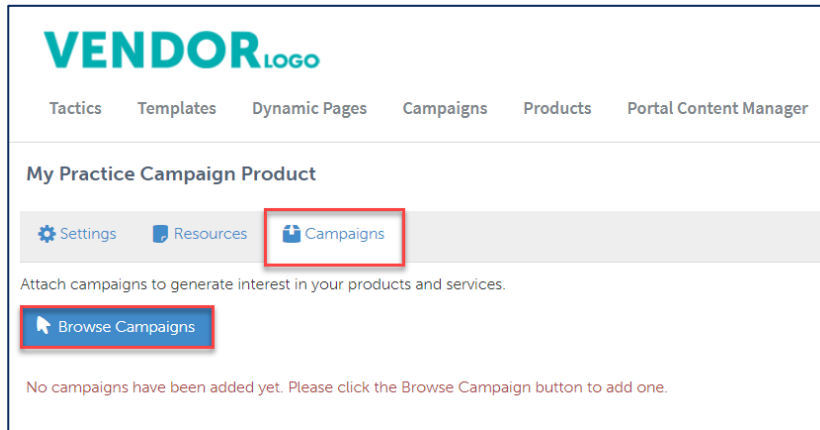 VENDOR LOGO
Tactics Templates Dynamic Pages Campaigns Products Portal Content Manager
My Practice Campaign Product
Settings Resources Campaigns
Attach campaigns to generate interest in your products and services.
Browse Campaigns
No campaigns have been added yet. Please click the Browse Campaign button to add one.